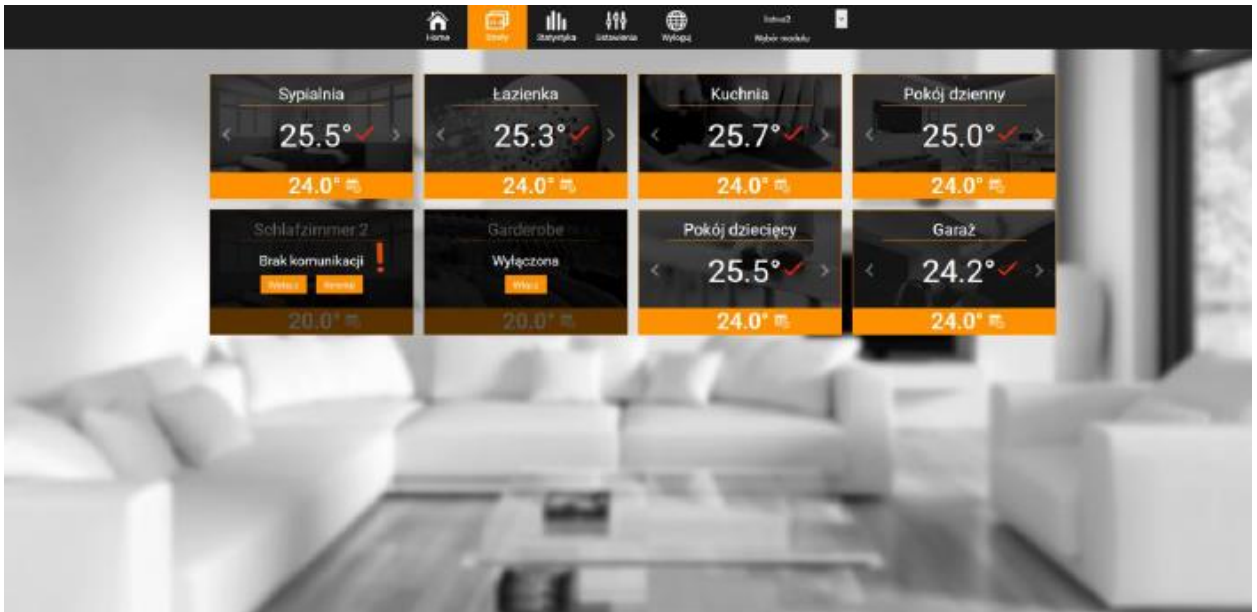 Home
Strefy
Statystyka
Ustawienia
Wyloguj
Wybór modułu
Sypialnia
25.5°
24.0°
Łazienka
25.3°
24.0°
Kuchnia
25.7°
24.0°
Pokój dzienny
25.0°
24.0°
Schlafzimmer 2
Brak komunikacji
20.0°
Garderobe
Wyłączona
Włącz
20.0°
Pokój dziecięcy
25.5°
24.0°
Garaż
24.2°
24.0°